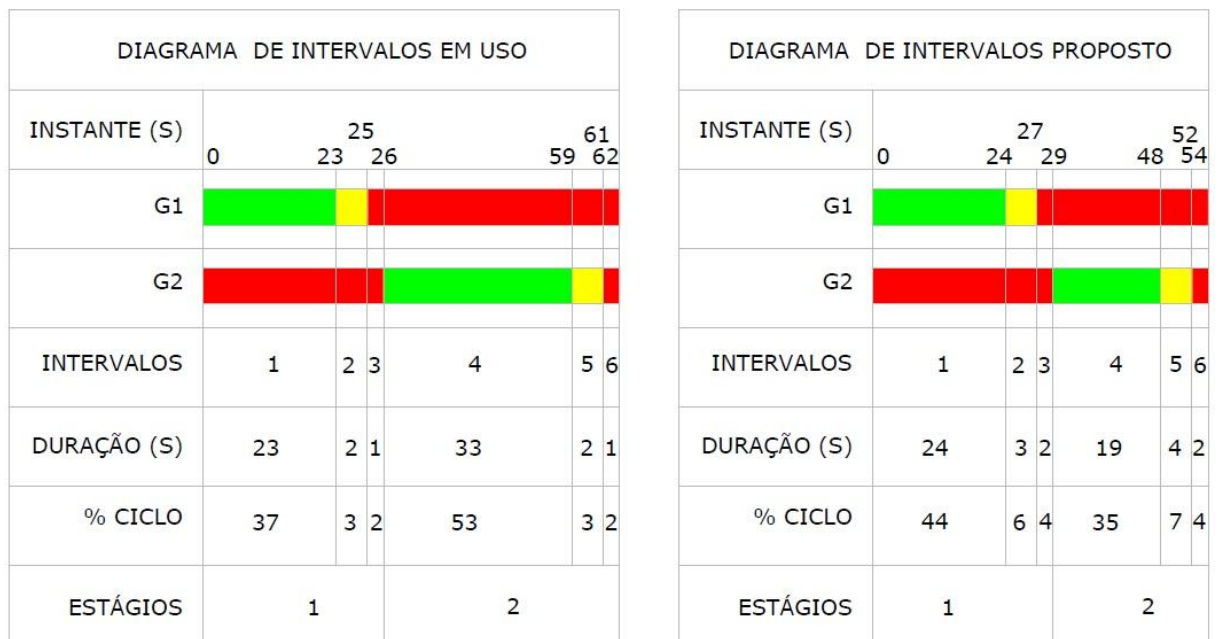 DIAGRAMA DE INTERVALOS EM USO
INSTANTE (S)
25 61
0 23 26 59 62
G1
G2
INTERVALOS 1 2 3 4 5 6
DURAÇÃO (S) 23 2 1 33 2 1
% CICLO 37 3 2 53 3 2
ESTÁGIOS 1 2
DIAGRAMA DE INTERVALOS PROPOSTO
INSTANTE (S)
27 52
0 24 29 48 54
G1
G2
INTERVALOS 1 2 3 4 5 6
DURAÇÃO (S) 24 3 2 19 4 2
% CICLO 44 6 4 35 7 4
ESTÁGIOS 1 2